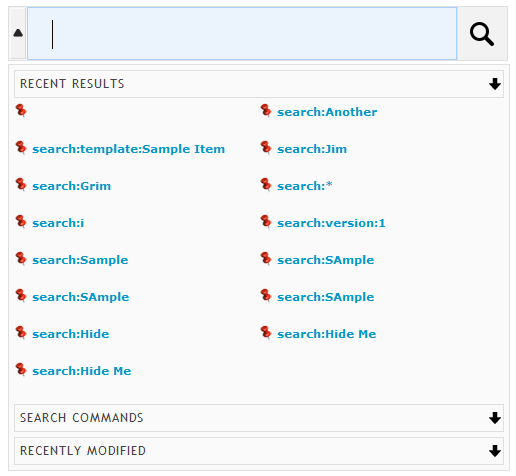 RECENT RESULTS
search:Another
search:template:Sample Item
search:Jim
search:Grim
search:*
search:i
search:version:1
search:Sample
search:SAmple
search:SAmple
search:SAmple
search:Hide
search:Hide Me
search:Hide Me
SEARCH COMMANDS
RECENTLY MODIFIED